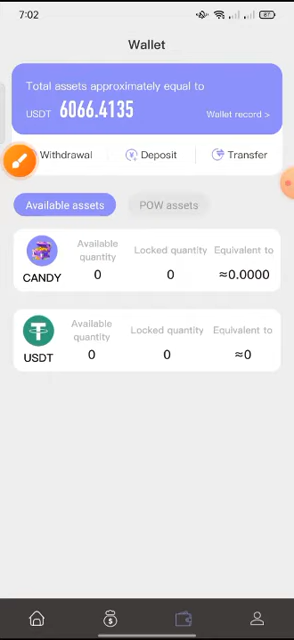 7:02
Wallet
Total assets approximately equal to
USDT 6066.4135
Wallet record >
Withdrawal Deposit Transfer
Available assets POW assets
Available quantity Locked quantity Equivalent to
CANDY 0 0 ≈0.0000
Available quantity Locked quantity Equivalent to
USDT 0 0 ≈0